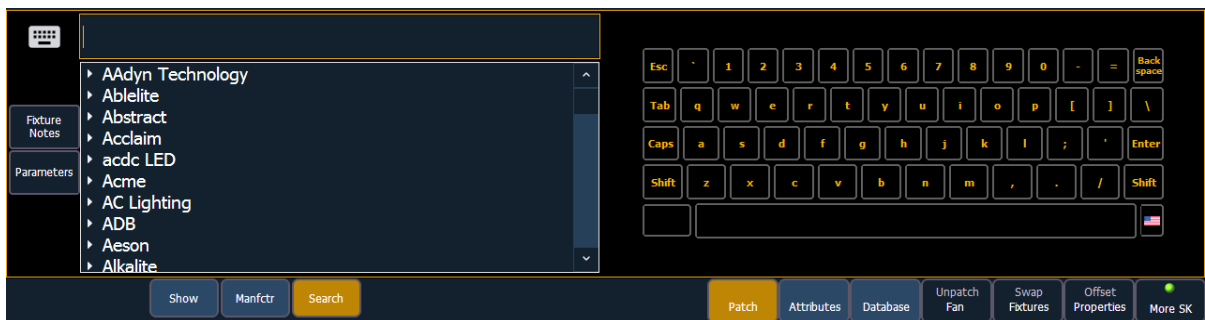 AAdyn Technology
Ablelite
Abstract
Acclaim
acdc LED
Acme
AC Lighting
ADB
Aeson
Alkalite
Fixture
Notes
Parameters
Esc ` 1 2 3 4 5 6 7 8 9 0 - = Back
space
Tab q w e r t y u i o p [ ] \
Caps a s d f g h j k l ; ' Enter
Shift z x c v b n m , . / Shift
Show Manfctr Search
Patch Attributes Database Unpatch
Fan Swap
Fixtures Offset
Properties More SK